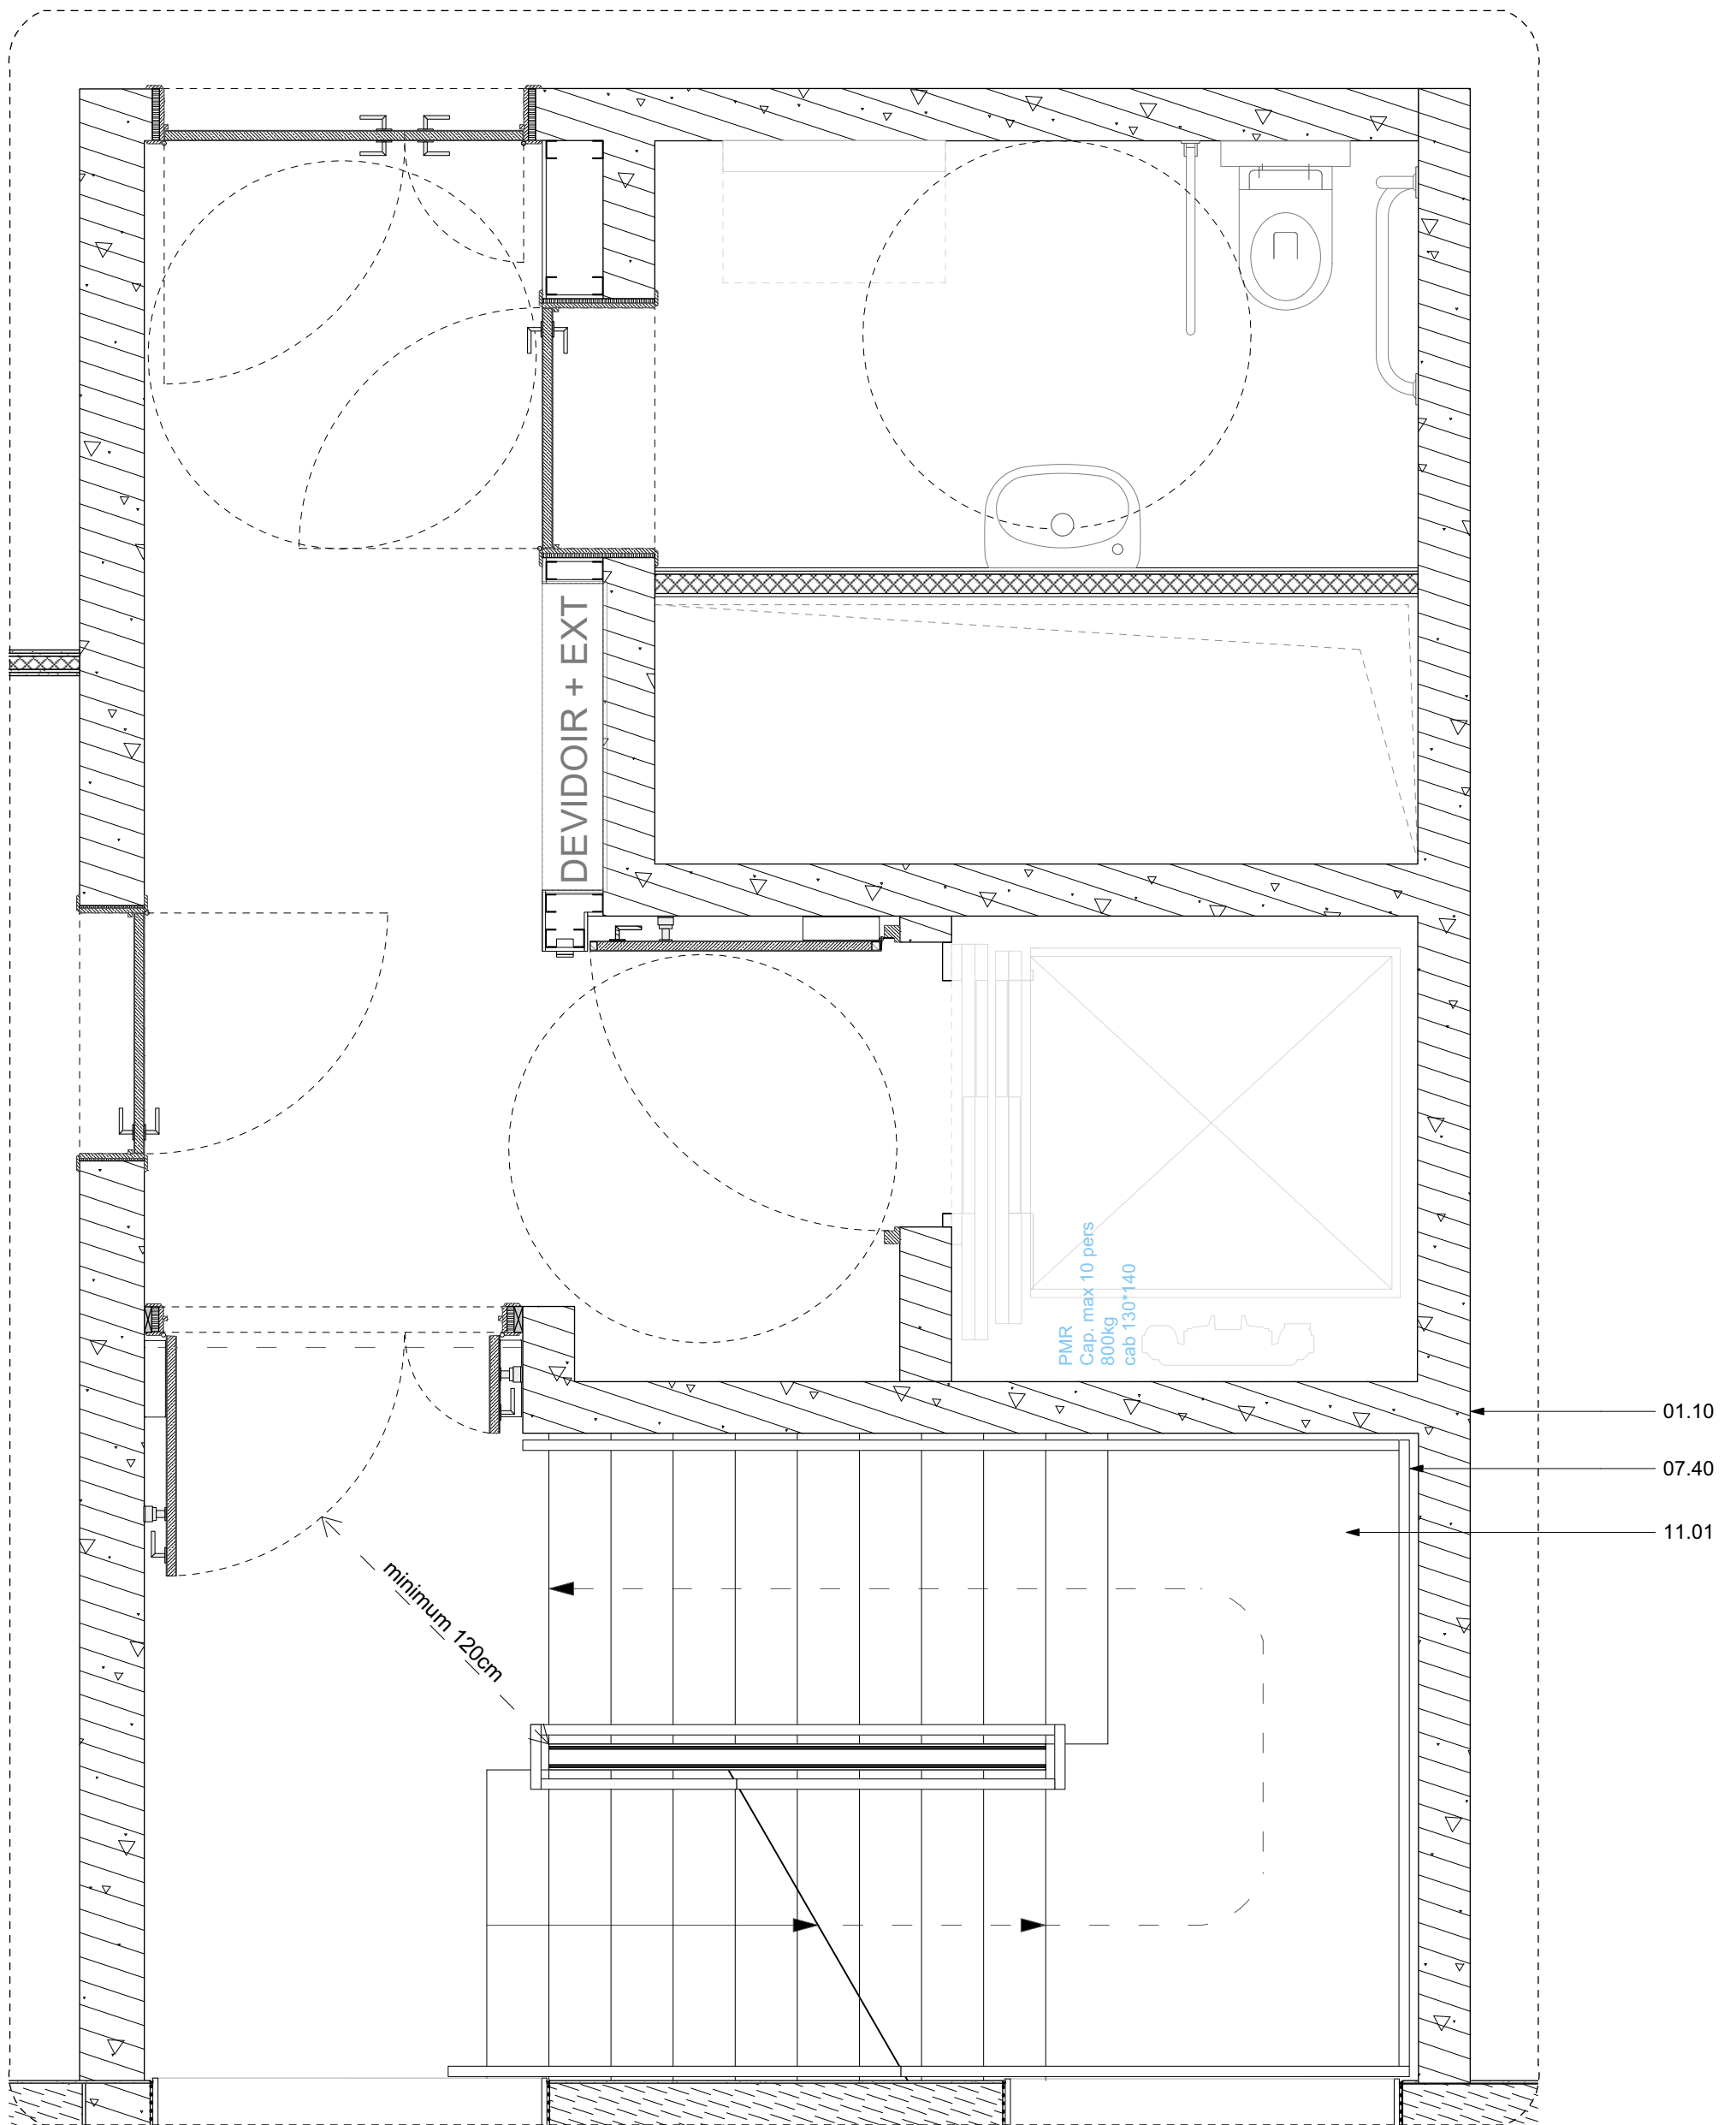 DEVIDOIR + EXT
PMR
Cap. max 10 pers
800kg
cab 130*140
01.10
07.40
11.01
minimum 120cm